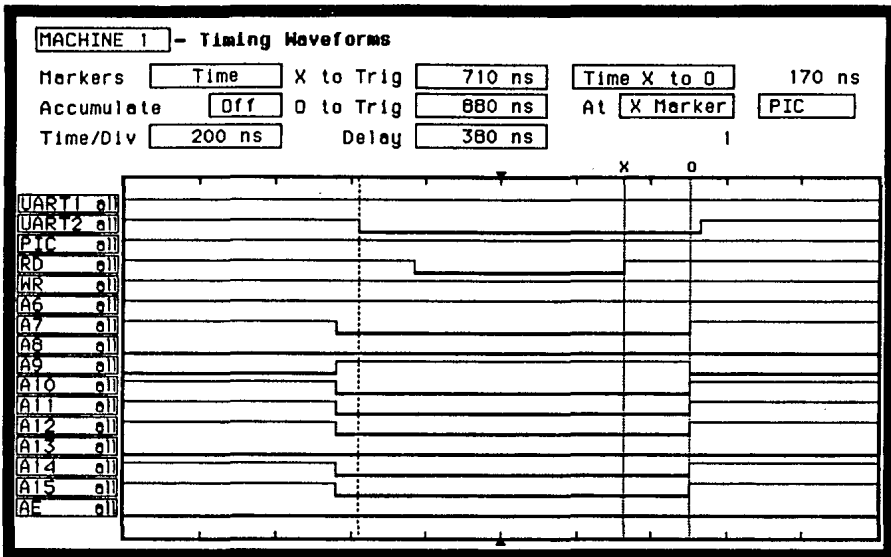 MACHINE 1 - Timing Waveforms
Markers Time X to Trig 710 ns Time X to O 170 ns
Accumulate Off O to Trig 880 ns At X Marker PIC
Time/Div 200 ns Delay 380 ns 1
X O
UART1 all
UART2 all
PIC all
RD all
WR all
A6 all
A7 all
A8 all
A9 all
A10 all
A11 all
A12 all
A13 all
A14 all
A15 all
AE all